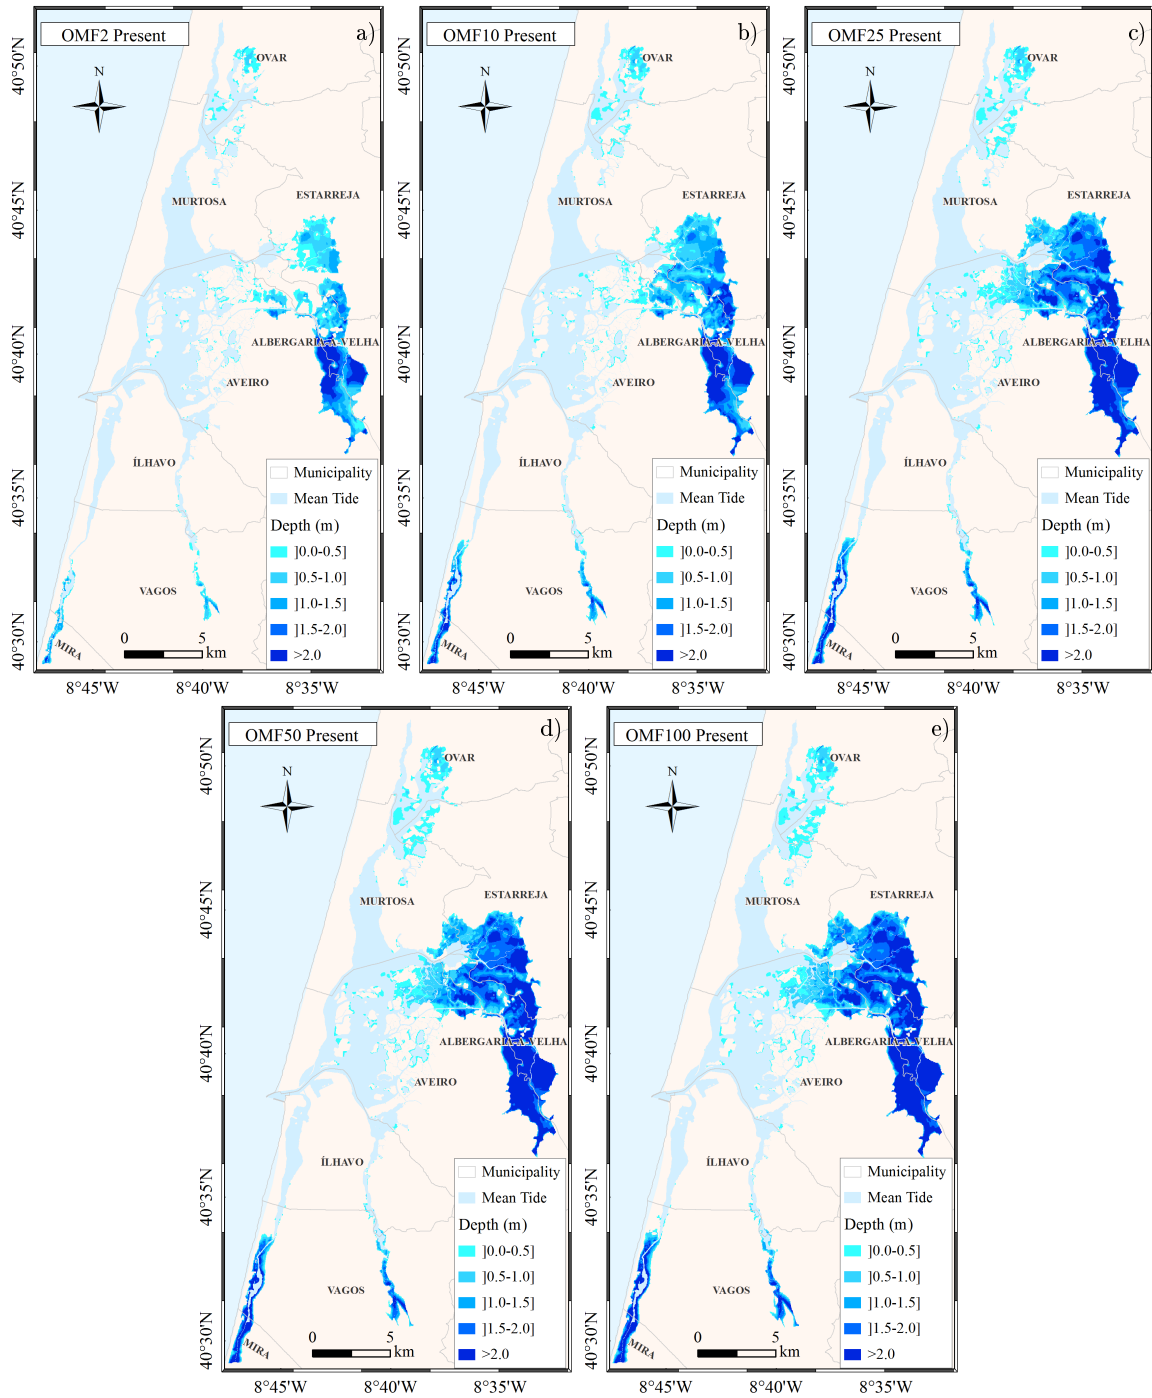 OMF2 Present
a)
N
OVAR
MURTOSA
ESTARREJA
ALBERGARIA-A-VELHA
AVEIRO
ÍLHAVO
VAGOS
MIRA
Municipality
Mean Tide
Depth (m)
]0.0-0.5]
]0.5-1.0]
]1.0-1.5]
]1.5-2.0]
>2.0
0 5
km
40°50'N
40°45'N
40°40'N
40°35'N
40°30'N
8°45'W 8°40'W 8°35'W
OMF10 Present
b)
N
OVAR
MURTOSA
ESTARREJA
ALBERGARIA-A-VELHA
AVEIRO
ÍLHAVO
VAGOS
MIRA
Municipality
Mean Tide
Depth (m)
]0.0-0.5]
]0.5-1.0]
]1.0-1.5]
]1.5-2.0]
>2.0
0 5
km
40°50'N
40°45'N
40°40'N
40°35'N
40°30'N
8°45'W 8°40'W 8°35'W
OMF25 Present
c)
N
OVAR
MURTOSA
ESTARREJA
ALBERGARIA-A-VELHA
AVEIRO
ÍLHAVO
VAGOS
MIRA
Municipality
Mean Tide
Depth (m)
]0.0-0.5]
]0.5-1.0]
]1.0-1.5]
]1.5-2.0]
>2.0
0 5
km
40°50'N
40°45'N
40°40'N
40°35'N
40°30'N
8°45'W 8°40'W 8°35'W
OMF50 Present
d)
N
OVAR
MURTOSA
ESTARREJA
ALBERGARIA-A-VELHA
AVEIRO
ÍLHAVO
VAGOS
MIRA
Municipality
Mean Tide
Depth (m)
]0.0-0.5]
]0.5-1.0]
]1.0-1.5]
]1.5-2.0]
>2.0
0 5
km
40°50'N
40°45'N
40°40'N
40°35'N
40°30'N
8°45'W 8°40'W 8°35'W
OMF100 Present
e)
N
OVAR
MURTOSA
ESTARREJA
ALBERGARIA-A-VELHA
AVEIRO
ÍLHAVO
VAGOS
MIRA
Municipality
Mean Tide
Depth (m)
]0.0-0.5]
]0.5-1.0]
]1.0-1.5]
]1.5-2.0]
>2.0
0 5
km
40°50'N
40°45'N
40°40'N
40°35'N
40°30'N
8°45'W 8°40'W 8°35'W